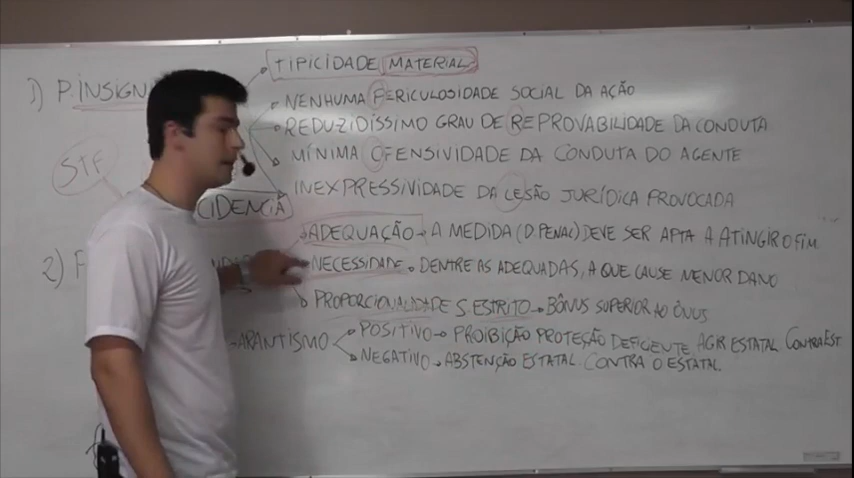 TIPICIDADE MATERIAL
1) P. INSIGN
NENHUMA PERICULOSIDADE SOCIAL DA AÇÃO
REDUZIDÍSSIMO GRAU DE REPROVABILIDADE DA CONDUTA
MÍNIMA OFENSIVIDADE DA CONDUTA DO AGENTE
STF
INEXPRESSIVIDADE DA LESÃO JURÍDICA PROVOCADA
CIDENCIA
ADEQUAÇÃO → A MEDIDA (D. PENAL) DEVE SER APTA A ATINGIR O FIM
2) P
NECESSIDADE • DENTRE AS ADEQUADAS, A QUE CAUSE MENOR DANO
PROPORCIONALIDADE S. ESTRITO → BÔNUS SUPERIOR AO ÔNUS
GARANTISMO
POSITIVO → PROIBIÇÃO PROTEÇÃO DEFICIENTE AGIR ESTATAL CONTRA EST.
NEGATIVO → ABSTENÇÃO ESTATAL CONTRA O ESTATAL